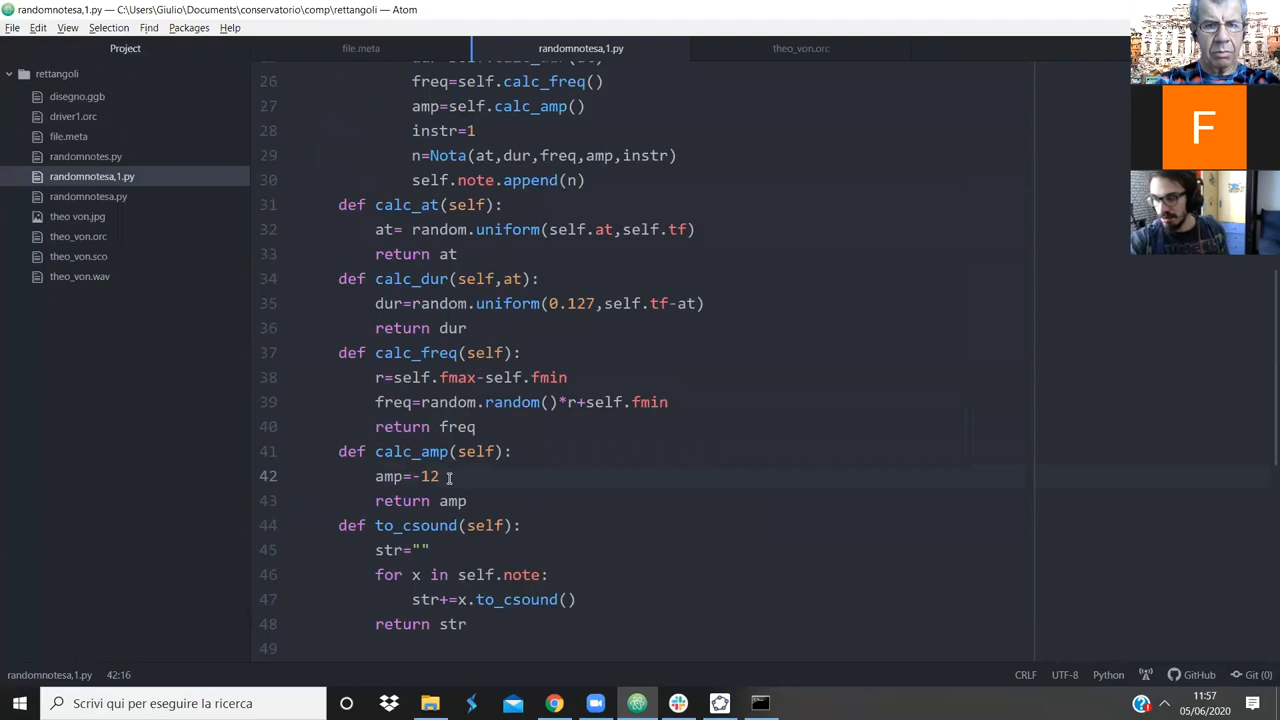 randomnotesa,1.py — C:\Users\Giulio\Documents\conservatorio\comp\rettangoli — Atom
File Edit View Selection Find Packages Help
Project
file.meta
randomnotesa,1.py
theo_von.orc
rettangoli
disegno.ggb
driver1.orc
file.meta
randomnotes.py
randomnotesa,1.py
randomnotesa.py
theo von.jpg
theo_von.orc
theo_von.sco
theo_von.wav
26 freq=self.calc_freq()
27 amp=self.calc_amp()
28 instr=1
29 n=Nota(at,dur,freq,amp,instr)
30 self.note.append(n)
31 def calc_at(self):
32 at= random.uniform(self.at,self.tf)
33 return at
34 def calc_dur(self,at):
35 dur=random.uniform(0.127,self.tf-at)
36 return dur
37 def calc_freq(self):
38 r=self.fmax-self.fmin
39 freq=random.random()*r+self.fmin
40 return freq
41 def calc_amp(self):
42 amp=-12
43 return amp
44 def to_csound(self):
45 str=""
46 for x in self.note:
47 str+=x.to_csound()
48 return str
49
F
randomnotesa,1.py 42:16
CRLF UTF-8 Python GitHub Git (0)
Scrivi qui per eseguire la ricerca
11:57
05/06/2020